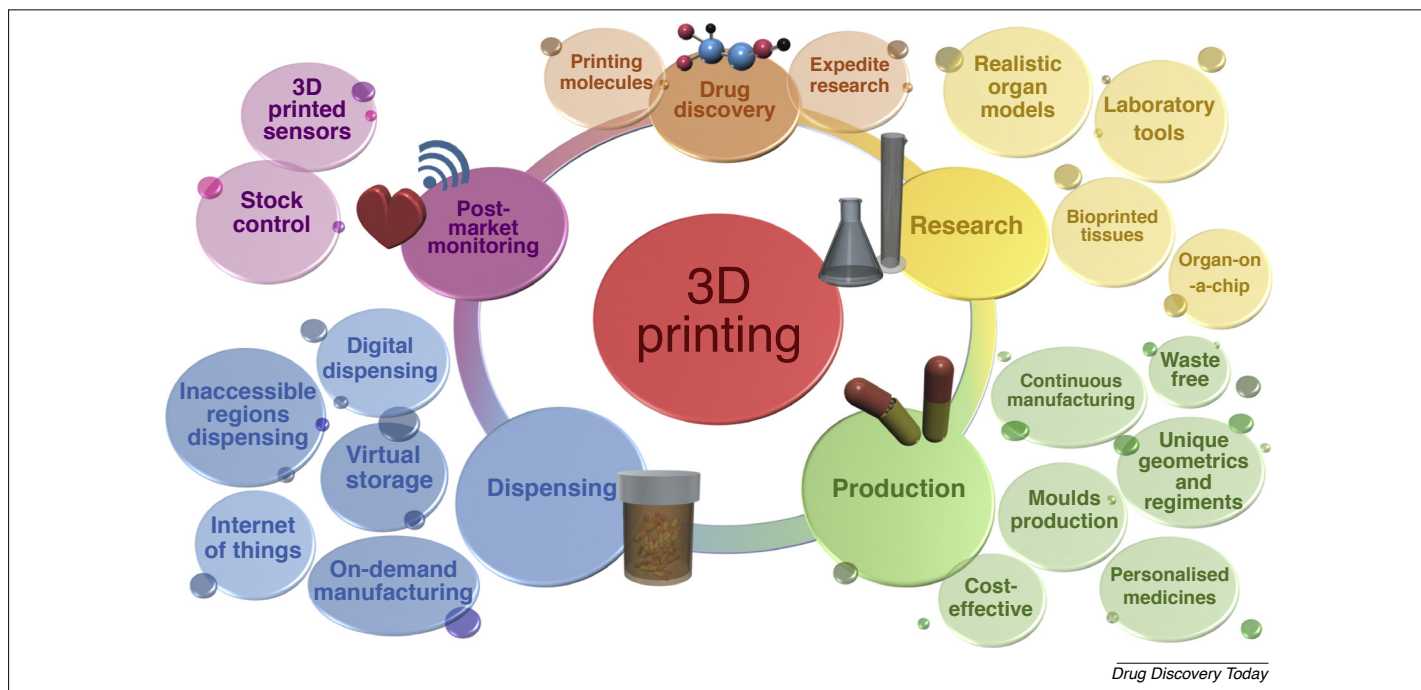 3D
printing
Drug
discovery
Printing
molecules
Expedite
research
Research
Realistic
organ
models
Laboratory
tools
Bioprinted
tissues
Organ-on
-a-chip
Production
Continuous
manufacturing
Waste
free
Unique
geometrics
and
regiments
Moulds
production
Cost-
effective
Personalised
medicines
Dispensing
Digital
dispensing
Inaccessible
regions
dispensing
Virtual
storage
Internet
of things
On-demand
manufacturing
Post-
market
monitoring
3D
printed
sensors
Stock
control
Drug Discovery Today